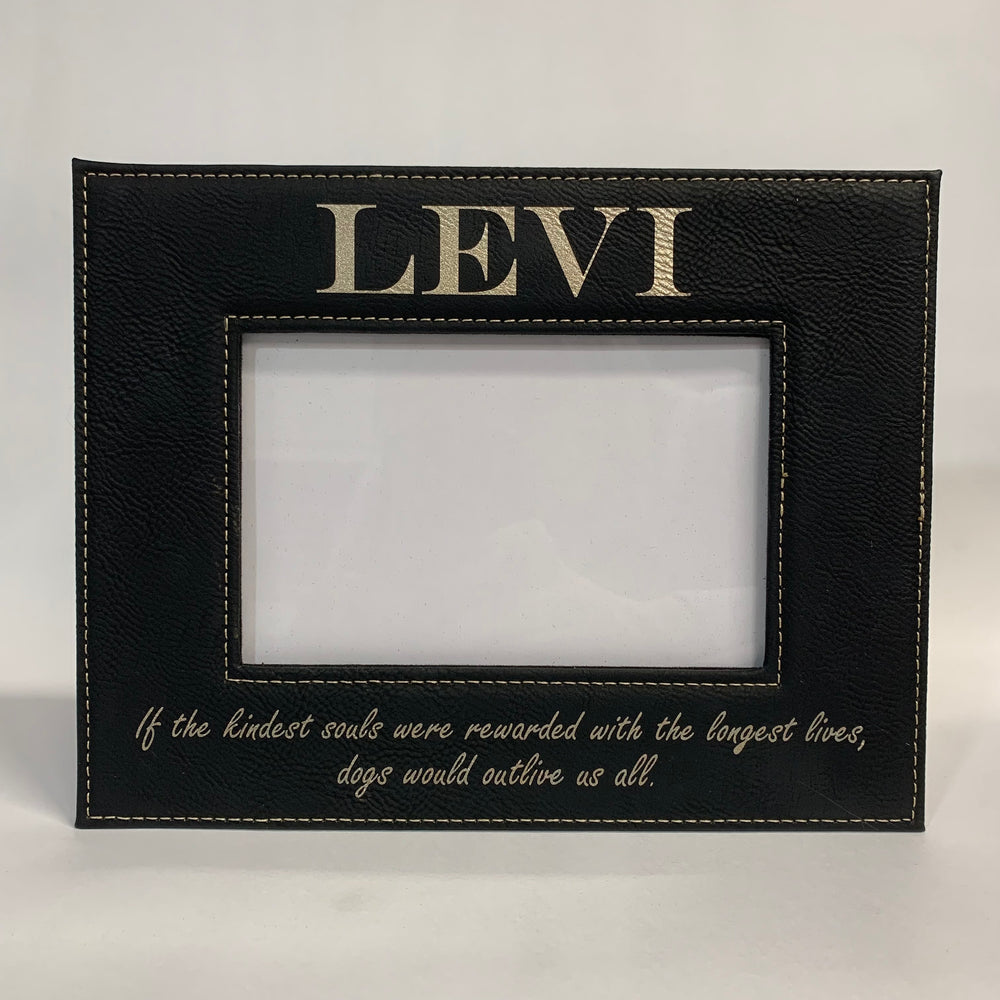 LEVI
If the kindest souls were rewarded with the longest lives,
dogs would outlive us all.